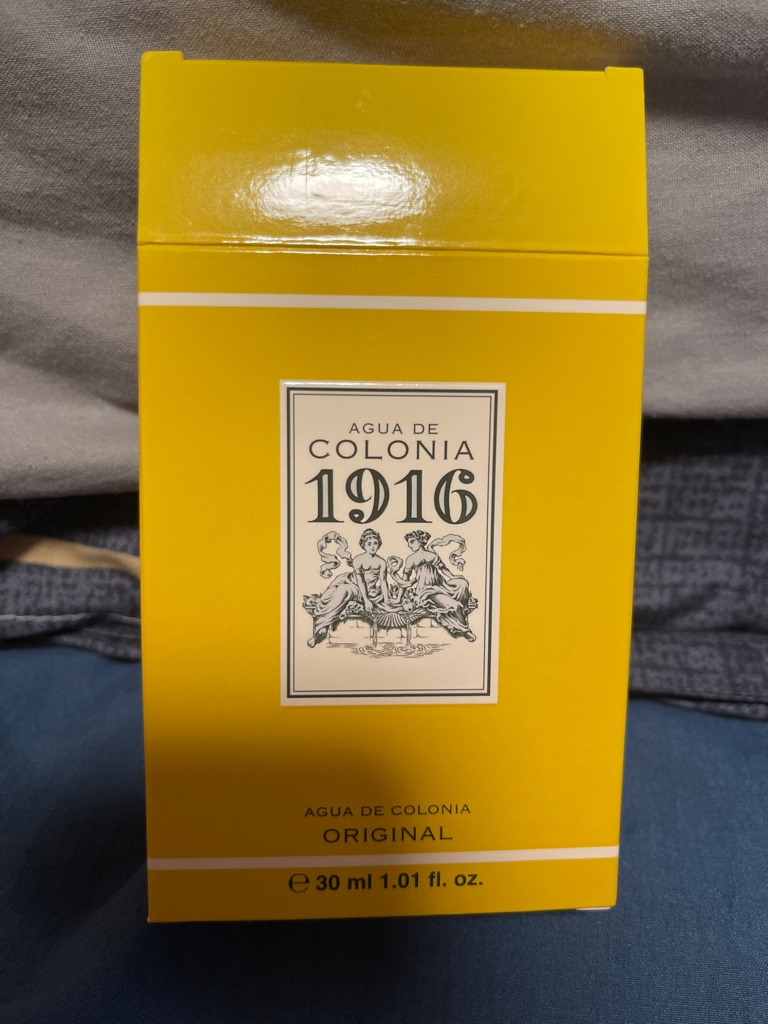 AGUA DE
COLONIA
1916
AGUA DE COLONIA
ORIGINAL
℮ 30 ml 1.01 fl. oz.